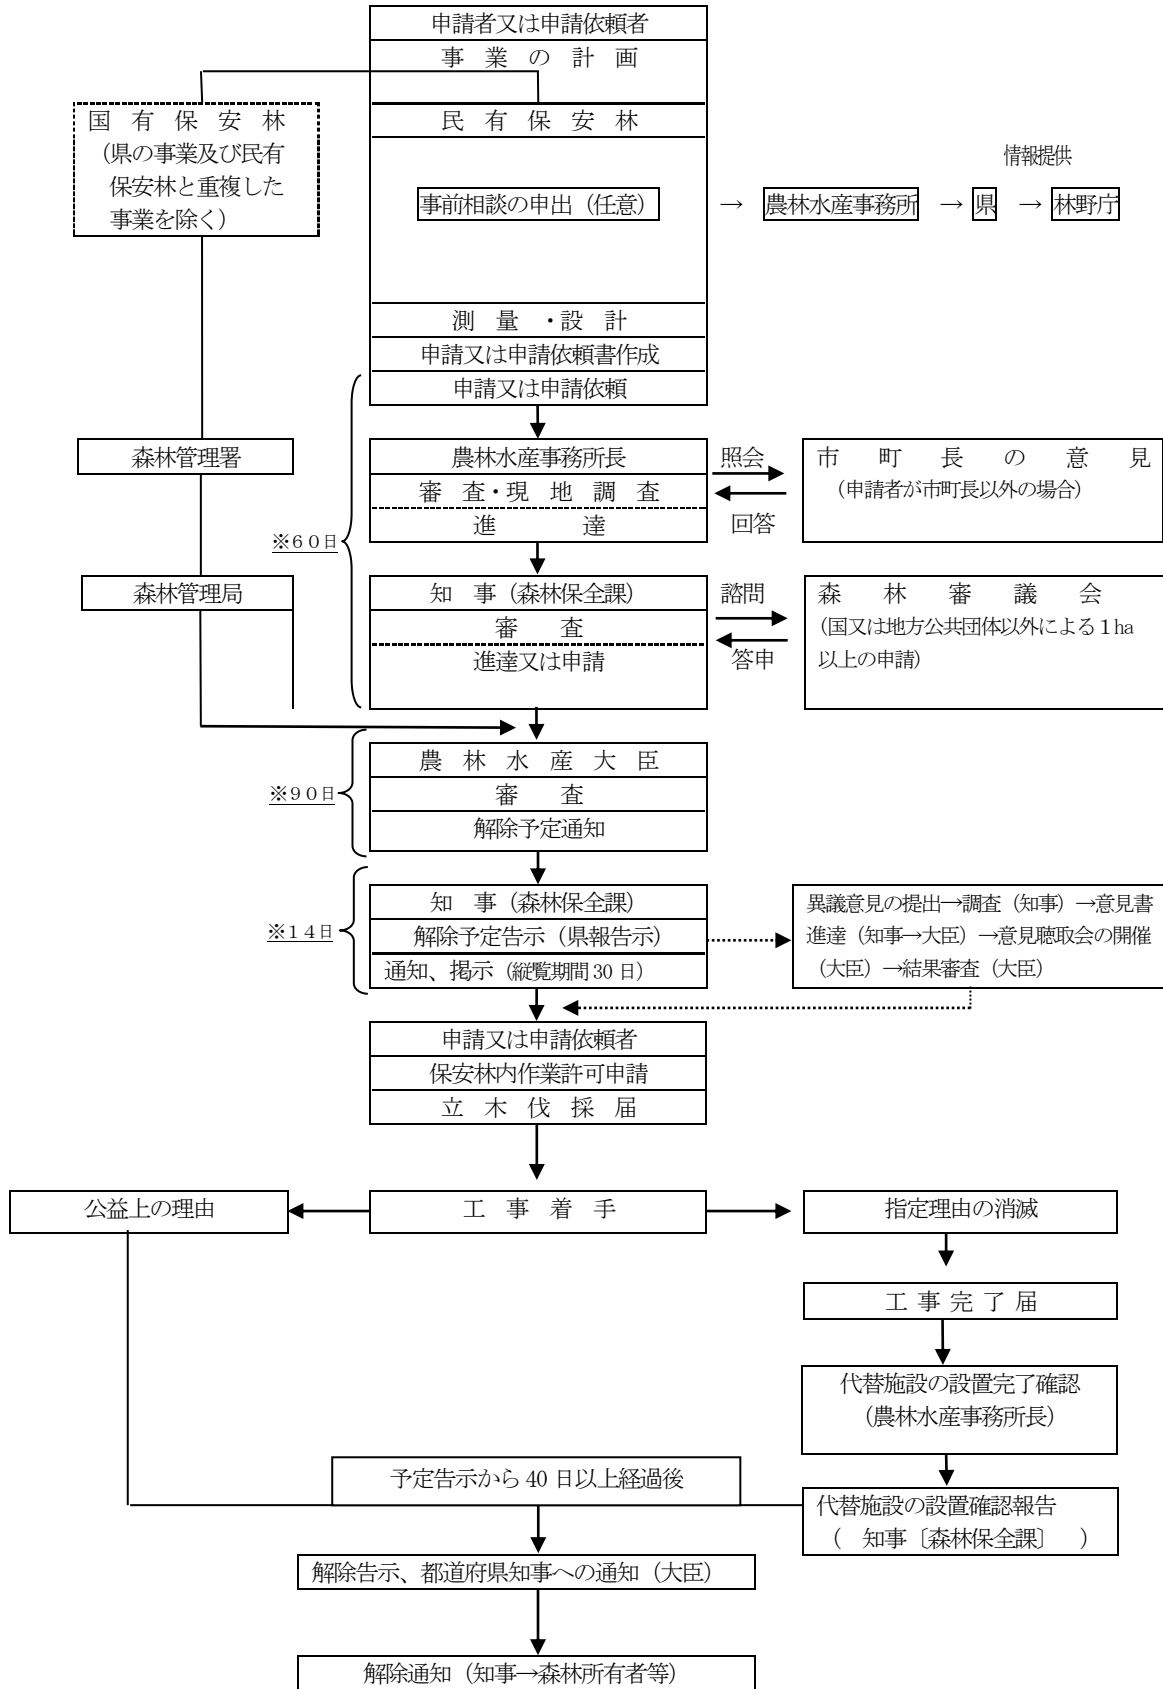 申請者又は申請依頼者
事業の計画
国有保安林
（県の事業及び民有
保安林と重複した
事業を除く）
民有保安林
情報提供
事前相談の申出（任意）
→
農林水産事務所
→
県
→
林野庁
測量・設計
申請又は申請依頼書作成
申請又は申請依頼
森林管理署
農林水産事務所長
審査・現地調査
進達
照会
回答
市町長の意見
（申請者が市町長以外の場合）
※60日
森林管理局
知事（森林保全課）
審査
進達又は申請
諮問
答申
森林審議会
（国又は地方公共団体以外による1ha
以上の申請）
※90日
農林水産大臣
審査
解除予定通知
※14日
知事（森林保全課）
解除予定告示（県報告示）
通知、掲示（縦覧期間30日）
異議意見の提出→調査（知事）→意見書
進達（知事→大臣）→意見聴取会の開催
（大臣）→結果審査（大臣）
申請又は申請依頼者
保安林内作業許可申請
立木伐採届
公益上の理由
工事着手
指定理由の消滅
工事完了届
代替施設の設置完了確認
（農林水産事務所長）
予定告示から40日以上経過後
代替施設の設置確認報告
（　知事〔森林保全課〕　）
解除告示、都道府県知事への通知（大臣）
解除通知（知事→森林所有者等）